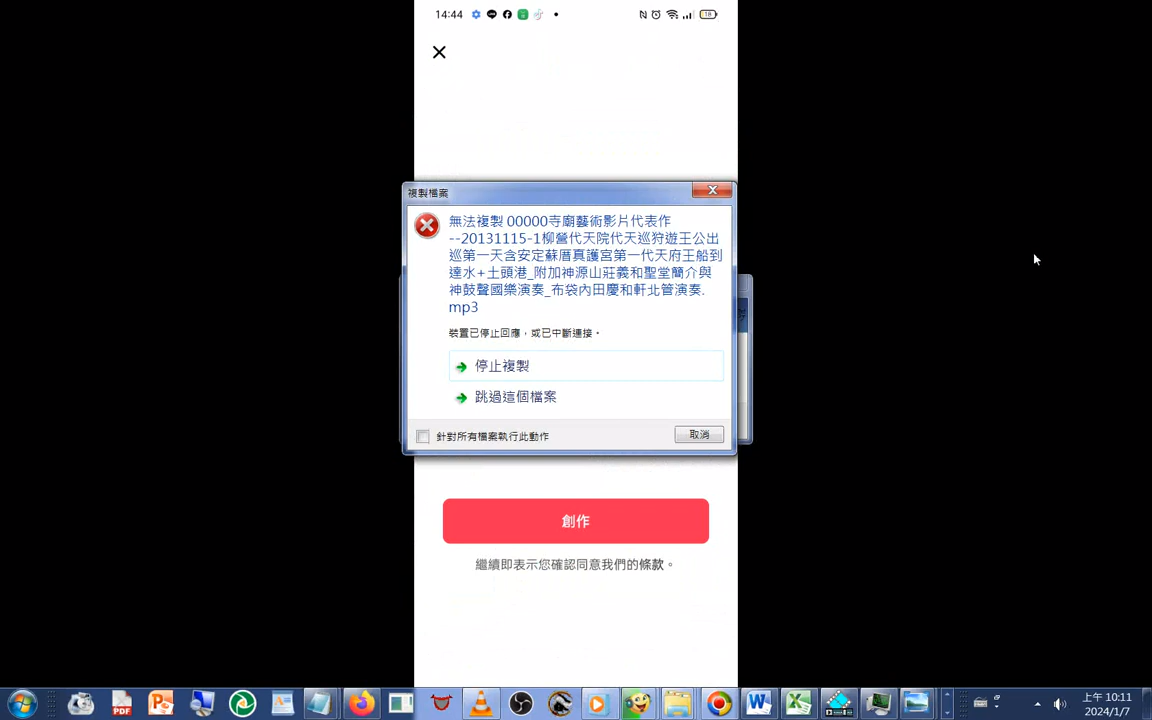 14:44
18
複製檔案
無法複製 00000寺廟藝術影片代表作
--20131115-1柳營代天院代天巡狩遊王公出
巡第一天含安定蘇厝真護宮第一代天府王船到
達水+土頭港_附加神源山莊義和聖堂簡介與
神鼓聲國樂演奏_布袋內田慶和軒北管演奏.
mp3
裝置已停止回應，或已中斷連接。
停止複製
跳過這個檔案
針對所有檔案執行此動作
取消
創作
繼續即表示您確認同意我們的條款。
PDF
上午 10:11
2024/1/7